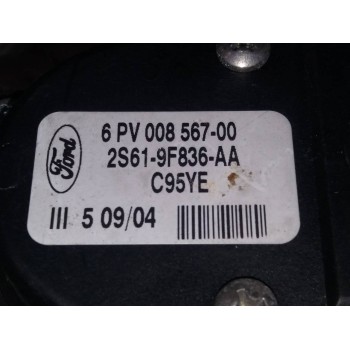 Ford
6 PV 008 567-00
2S61-9F836-AA
C95YE
III 5 09/04